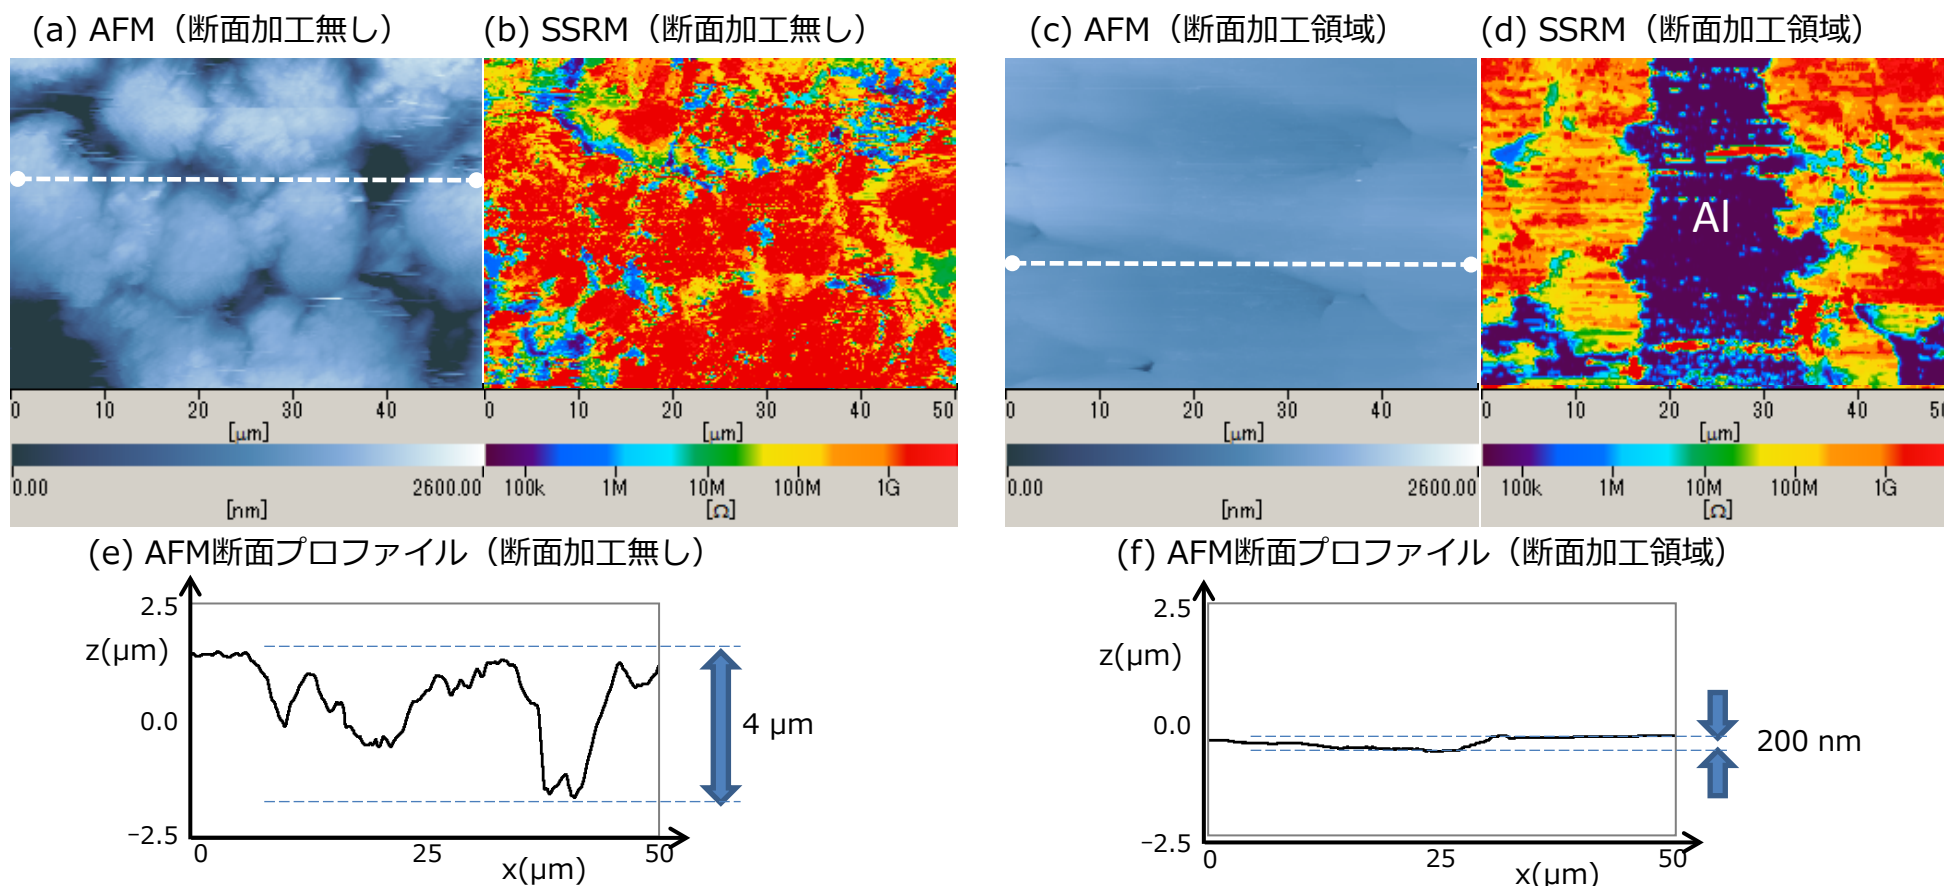 (a) AFM（断面加工無し）
(b) SSRM（断面加工無し）
(c) AFM（断面加工領域）
(d) SSRM（断面加工領域）
Al
0 10 20 30 40
[μm]
0.00 2600.00
[nm]
0 10 20 30 40 50
[μm]
100k 1M 10M 100M 1G
[Ω]
0 10 20 30 40
[μm]
0.00 2600.00
[nm]
0 10 20 30 40 50
[μm]
100k 1M 10M 100M 1G
[Ω]
(e) AFM断面プロファイル（断面加工無し）
2.5
z(μm)
0.0
4 μm
−2.5
0 25 50
x(μm)
(f) AFM断面プロファイル（断面加工領域）
2.5
z(μm)
0.0
200 nm
−2.5
0 25 50
x(μm)